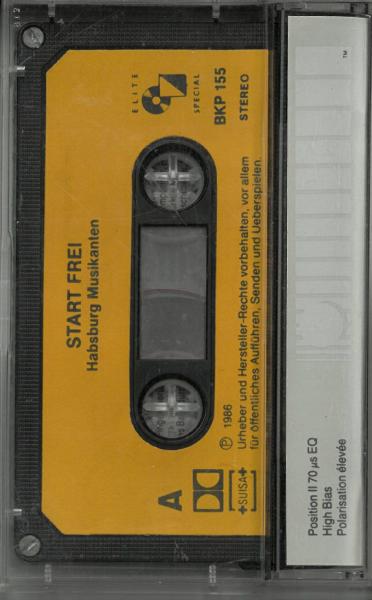 START FREI
Habsburg Musikanten
ELITE
SPECIAL
BKP 155
STEREO
A
+SUISA+
Ⓟ 1986
Urheber und Hersteller-Rechte vorbehalten, vor allem
für öffentliches Aufführen, Senden und Ueberspielen.
Position II 70 µs EQ
High Bias
Polarisation élevée
™